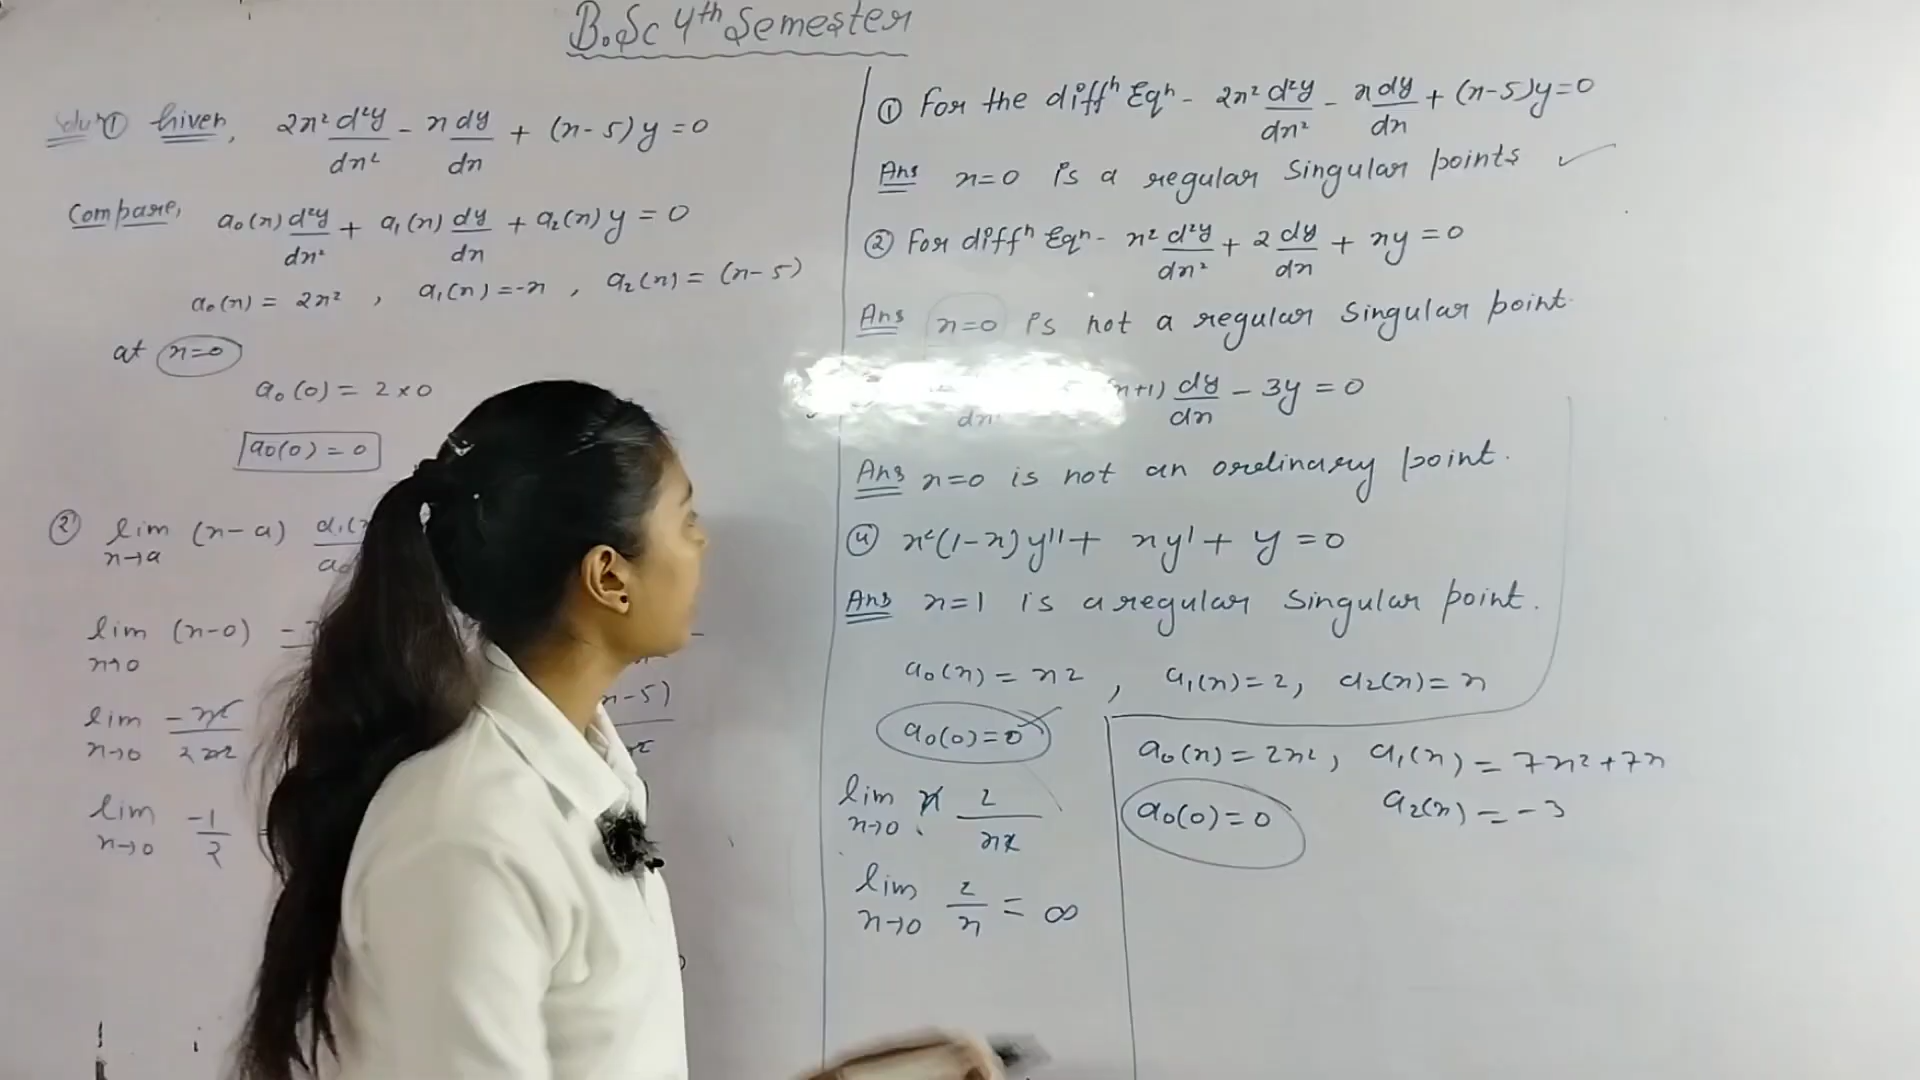 B.Sc 4th Semester
Solu① Given, 2x² d²y/dx² - x dy/dx + (x-5)y = 0
Compare, a₀(x) d²y/dx² + a₁(x) dy/dx + a₂(x) y = 0
a₀(x) = 2x² , a₁(x) = -x , a₂(x) = (x-5)
at x=0
a₀(0) = 2×0
a₀(0) = 0
② lim x→a (x-a)
lim x→0 (x-0)
x-5)
lim x→0 -x/2x²
lim x→0 -1/2
① For the diffⁿ Eqⁿ- 2x² d²y/dx² - x dy/dx + (x-5)y=0
Ans x=0 is a regular singular points
② For diffⁿ Eqⁿ- x² d²y/dx² + 2 dy/dx + xy = 0
Ans x=0 is not a regular singular point.
x+1) dy/dx - 3y = 0
Ans x=0 is not an ordinary point.
④ x²(1-x)y'' + xy' + y = 0
Ans x=1 is a regular singular point.
a₀(x) = x2 , a₁(x) = 2, a₂(x) = x
a₀(0)=0
lim x→0 x 2/x2
lim x→0 2/x = ∞
a₀(x) = 2x², a₁(x) = 7x²+7x
a₀(0) = 0 a₂(x) = -3